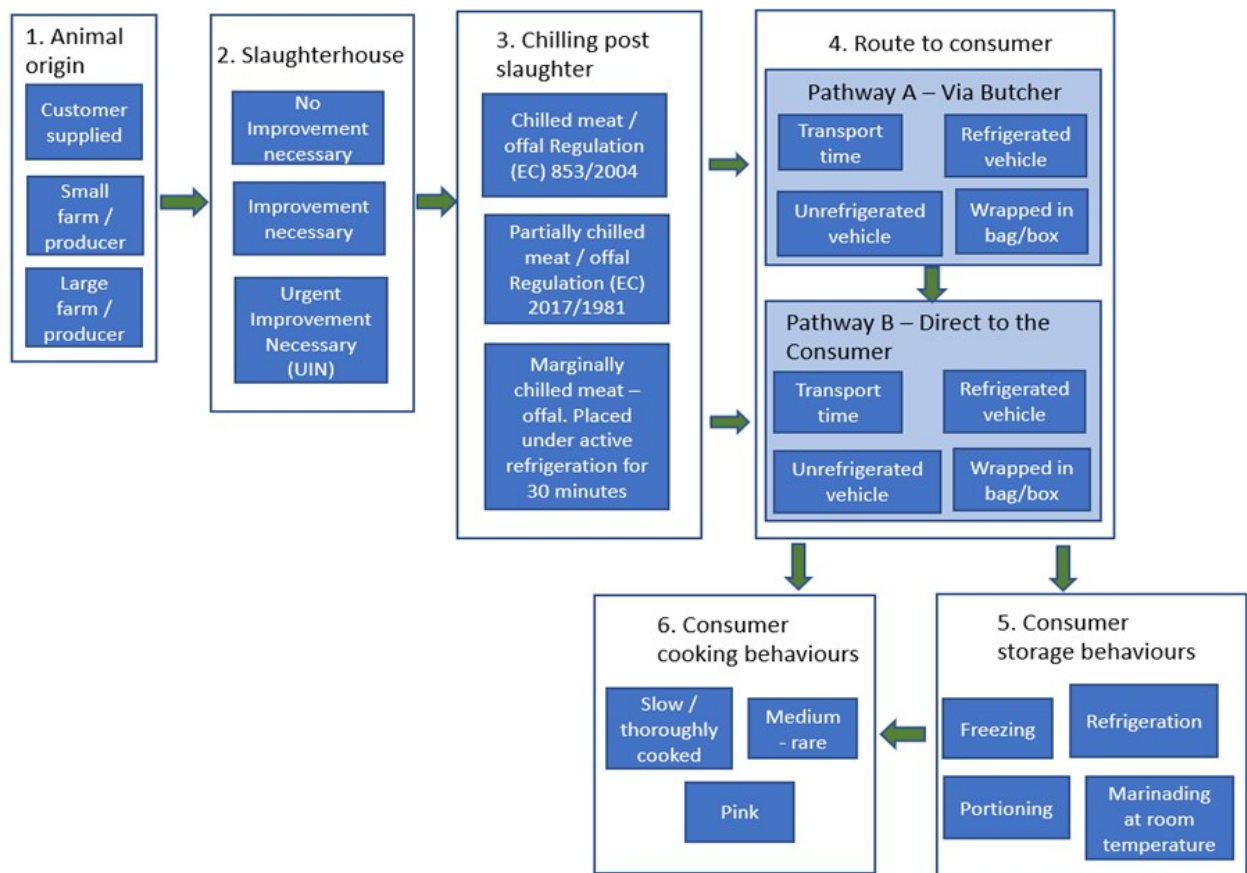 1. Animal
origin
Customer
supplied
Small
farm /
producer
Large
farm /
producer
2. Slaughterhouse
No
Improvement
necessary
Improvement
necessary
Urgent
Improvement
Necessary
(UIN)
3. Chilling post
slaughter
Chilled meat /
offal Regulation
(EC) 853/2004
Partially chilled
meat / offal
Regulation (EC)
2017/1981
Marginally
chilled meat –
offal. Placed
under active
refrigeration for
30 minutes
4. Route to consumer
Pathway A – Via Butcher
Transport
time
Refrigerated
vehicle
Unrefrigerated
vehicle
Wrapped in
bag/box
Pathway B – Direct to the
Consumer
Transport
time
Refrigerated
vehicle
Unrefrigerated
vehicle
Wrapped in
bag/box
5. Consumer
storage behaviours
Freezing
Refrigeration
Portioning
Marinading
at room
temperature
6. Consumer
cooking behaviours
Slow /
thoroughly
cooked
Medium
- rare
Pink